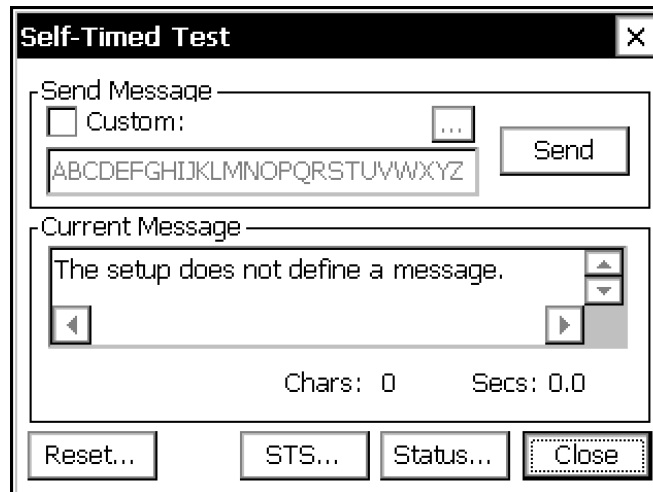 Self-Timed Test
Send Message
Custom:
...
ABCDEFGHIJKLMNOPQRSTUVWXYZ
Send
Current Message
The setup does not define a message.
Chars: 0 Secs: 0.0
Reset... STS... Status... Close